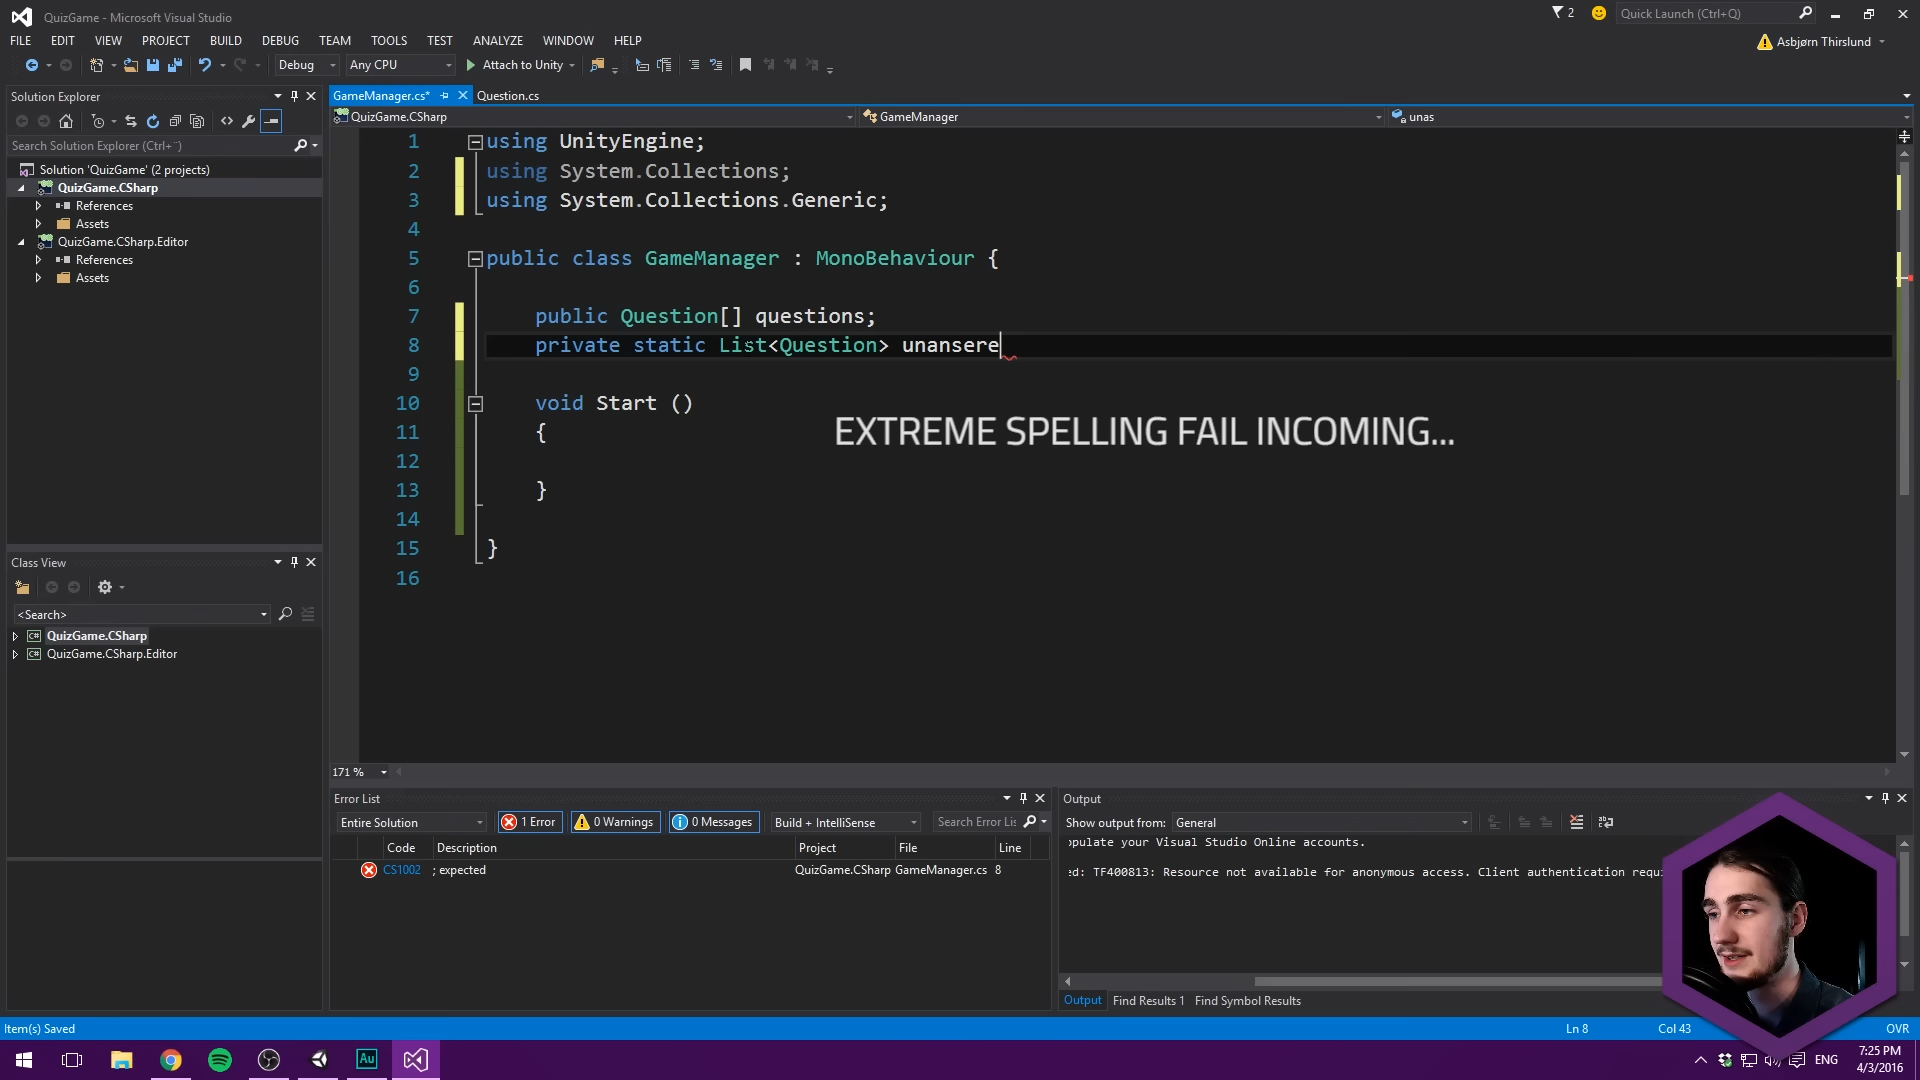 QuizGame - Microsoft Visual Studio
2
Quick Launch (Ctrl+Q)
FILE EDIT VIEW PROJECT BUILD DEBUG TEAM TOOLS TEST ANALYZE WINDOW HELP
Asbjørn Thirslund
Debug Any CPU Attach to Unity
Solution Explorer
Search Solution Explorer (Ctrl+¨)
Solution 'QuizGame' (2 projects)
QuizGame.CSharp
References
Assets
QuizGame.CSharp.Editor
References
Assets
Class View
<Search>
QuizGame.CSharp
QuizGame.CSharp.Editor
GameManager.cs* Question.cs
QuizGame.CSharp GameManager unas
1 using UnityEngine;
2 using System.Collections;
3 using System.Collections.Generic;
4
5 public class GameManager : MonoBehaviour {
6
7 public Question[] questions;
8 private static List<Question> unansere
9
10 void Start ()
11 {
EXTREME SPELLING FAIL INCOMING...
12
13 }
14
15 }
16
171 %
Error List
Entire Solution 1 Error 0 Warnings 0 Messages Build + IntelliSense Search Error Lis
Code Description Project File Line
CS1002 ; expected QuizGame.CSharp GameManager.cs 8
Output
Show output from: General
opulate your Visual Studio Online accounts.
ed: TF400813: Resource not available for anonymous access. Client authentication requi
Output Find Results 1 Find Symbol Results
Item(s) Saved Ln 8 Col 43 OVR
Au
ENG
7:25 PM
4/3/2016